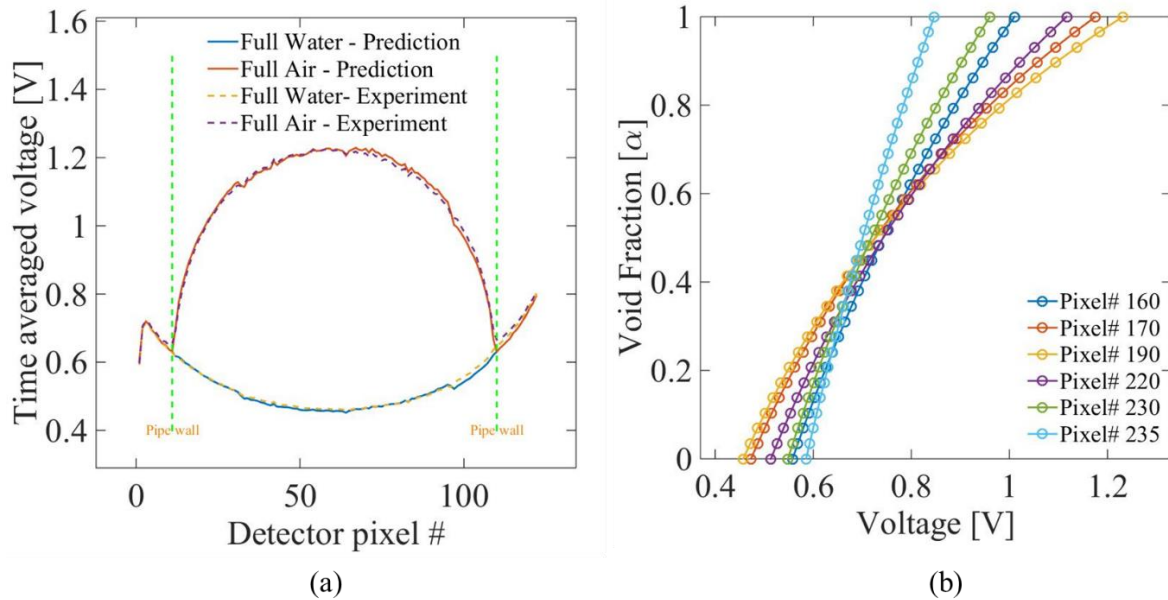 1.6
1.4
1.2
1
0.8
0.6
0.4
Time averaged voltage [V]
Full Water - Prediction
Full Air - Prediction
Full Water- Experiment
Full Air - Experiment
Pipe wall
Pipe wall
0
50
100
Detector pixel #
(a)
1
0.8
0.6
0.4
0.2
0
Void Fraction [α]
Pixel# 160
Pixel# 170
Pixel# 190
Pixel# 220
Pixel# 230
Pixel# 235
0.4
0.6
0.8
1
1.2
Voltage [V]
(b)